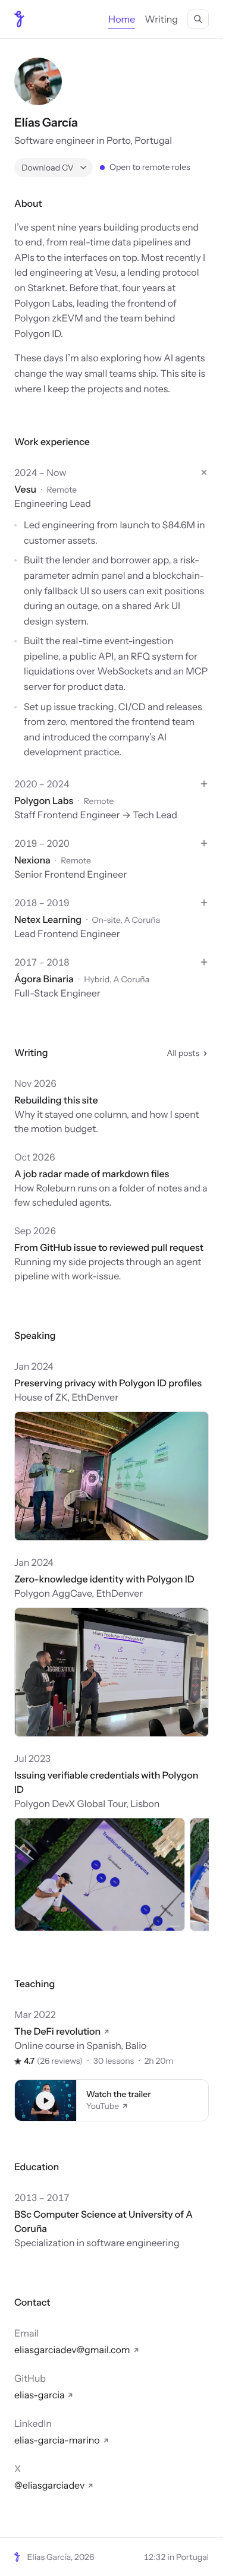 Home Writing
Elías García
Software engineer in Porto, Portugal
Download CV
Open to remote roles
About
I've spent nine years building products end
to end, from real-time data pipelines and
APIs to the interfaces on top. Most recently I
led engineering at Vesu, a lending protocol
on Starknet. Before that, four years at
Polygon Labs, leading the frontend of
Polygon zkEVM and the team behind
Polygon ID.
These days I'm also exploring how AI agents
change the way small teams ship. This site is
where I keep the projects and notes.
Work experience
2024 – Now
Vesu · Remote
Engineering Lead
Led engineering from launch to $84.6M in
customer assets.
Built the lender and borrower app, a risk-
parameter admin panel and a blockchain-
only fallback UI so users can exit positions
during an outage, on a shared Ark UI
design system.
Built the real-time event-ingestion
pipeline, a public API, an RFQ system for
liquidations over WebSockets and an MCP
server for product data.
Set up issue tracking, CI/CD and releases
from zero, mentored the frontend team
and introduced the company's AI
development practice.
2020 – 2024
Polygon Labs · Remote
Staff Frontend Engineer → Tech Lead
2019 – 2020
Nexiona · Remote
Senior Frontend Engineer
2018 – 2019
Netex Learning · On-site, A Coruña
Lead Frontend Engineer
2017 – 2018
Ágora Binaria · Hybrid, A Coruña
Full-Stack Engineer
Writing
All posts
Nov 2026
Rebuilding this site
Why it stayed one column, and how I spent
the motion budget.
Oct 2026
A job radar made of markdown files
How Roleburn runs on a folder of notes and a
few scheduled agents.
Sep 2026
From GitHub issue to reviewed pull request
Running my side projects through an agent
pipeline with work-issue.
Speaking
Jan 2024
Preserving privacy with Polygon ID profiles
House of ZK, EthDenver
Jan 2024
Zero-knowledge identity with Polygon ID
Polygon AggCave, EthDenver
Jul 2023
Issuing verifiable credentials with Polygon
ID
Polygon DevX Global Tour, Lisbon
Traditional identity systems
Teaching
Mar 2022
The DeFi revolution ↗
Online course in Spanish, Balio
★ 4.7 (26 reviews) · 30 lessons · 2h 20m
Watch the trailer
YouTube ↗
Education
2013 – 2017
BSc Computer Science at University of A
Coruña
Specialization in software engineering
Contact
Email
eliasgarciadev@gmail.com ↗
GitHub
elias-garcia ↗
LinkedIn
elias-garcia-marino ↗
X
@eliasgarciadev ↗
Elías García, 2026
12:32 in Portugal